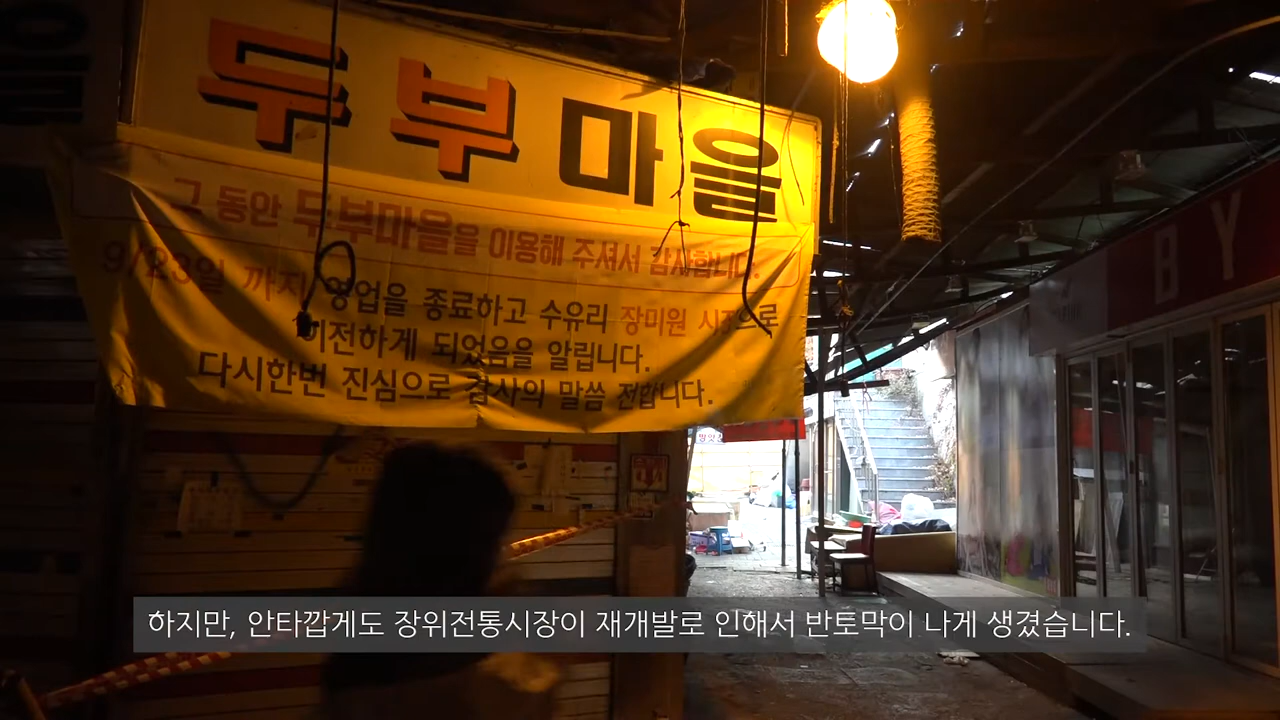 두부마을
그 동안 두부마을을 이용해 주셔서 감사합니다.
9/23일 까지 영업을 종료하고 수유리 장미원 시장으로
이전하게 되었음을 알립니다.
다시한번 진심으로 감사의 말씀 전합니다.
BY
하지만, 안타깝게도 장위전통시장이 재개발로 인해서 반토막이 나게 생겼습니다.